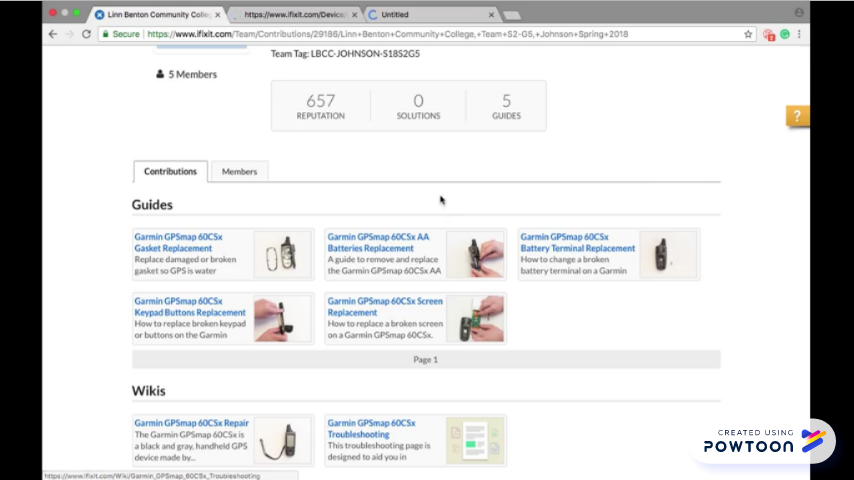 Linn Benton Community Colleg
https://www.ifixit.com/Device/
Untitled
Secure
https://www.ifixit.com/Team/Contributions/29186/Linn+Benton+Community+College,+Team+S2-G5,+Johnson+Spring+2018
Team Tag: LBCC-JOHNSON-S18S2G5
5 Members
657
REPUTATION
0
SOLUTIONS
5
GUIDES
?
Contributions
Members
Guides
Garmin GPSmap 60CSx
Gasket Replacement
Replace damaged or broken
gasket so GPS is water
Garmin GPSmap 60CSx AA
Batteries Replacement
A guide to remove and replace
the Garmin GPSmap 60CSx AA
Garmin GPSmap 60CSx
Battery Terminal Replacement
How to change a broken
battery terminal on a Garmin
Garmin GPSmap 60CSx
Keypad Buttons Replacement
How to replace broken keypad
or buttons on the Garmin
Garmin GPSmap 60CSx Screen
Replacement
How to replace a broken screen
on a Garmin GPSmap 60CSx.
Page 1
Wikis
Garmin GPSmap 60CSx Repair
The Garmin GPSmap 60CSx is
a black and gray, handheld GPS
device made by...
Garmin GPSmap 60CSx
Troubleshooting
This troubleshooting page is
designed to aid you in
https://www.ifixit.com/Wiki/Garmin_GPSmap_60CSx_Troubleshooting
CREATED USING
POWTOON